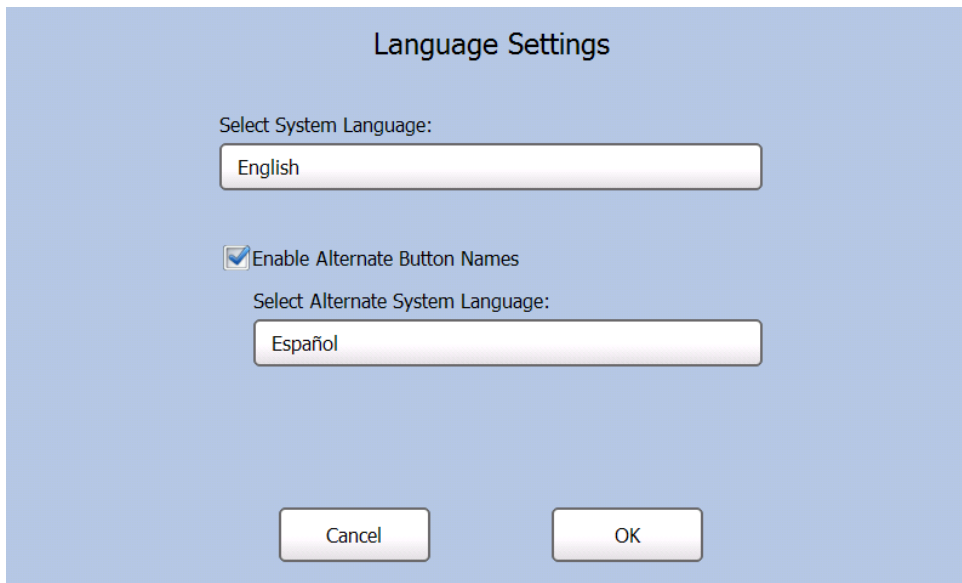 Language Settings
Select System Language:
English
Enable Alternate Button Names
Select Alternate System Language:
Español
Cancel
OK